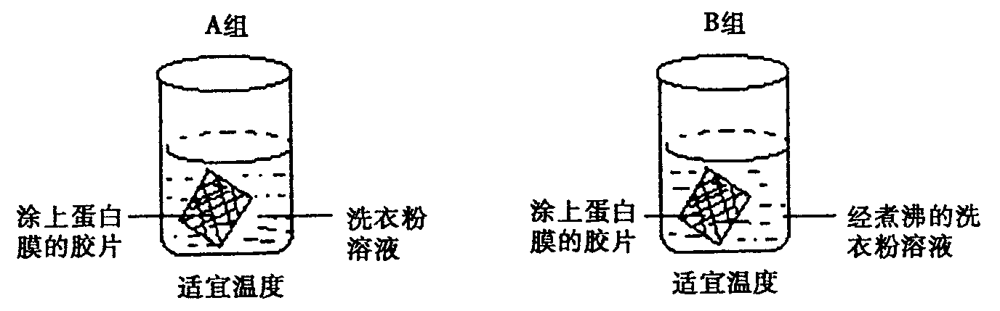 A组
B组
涂上蛋白
膜的胶片
洗衣粉
溶液
涂上蛋白
膜的胶片
经煮沸的洗
衣粉溶液
适宜温度
适宜温度